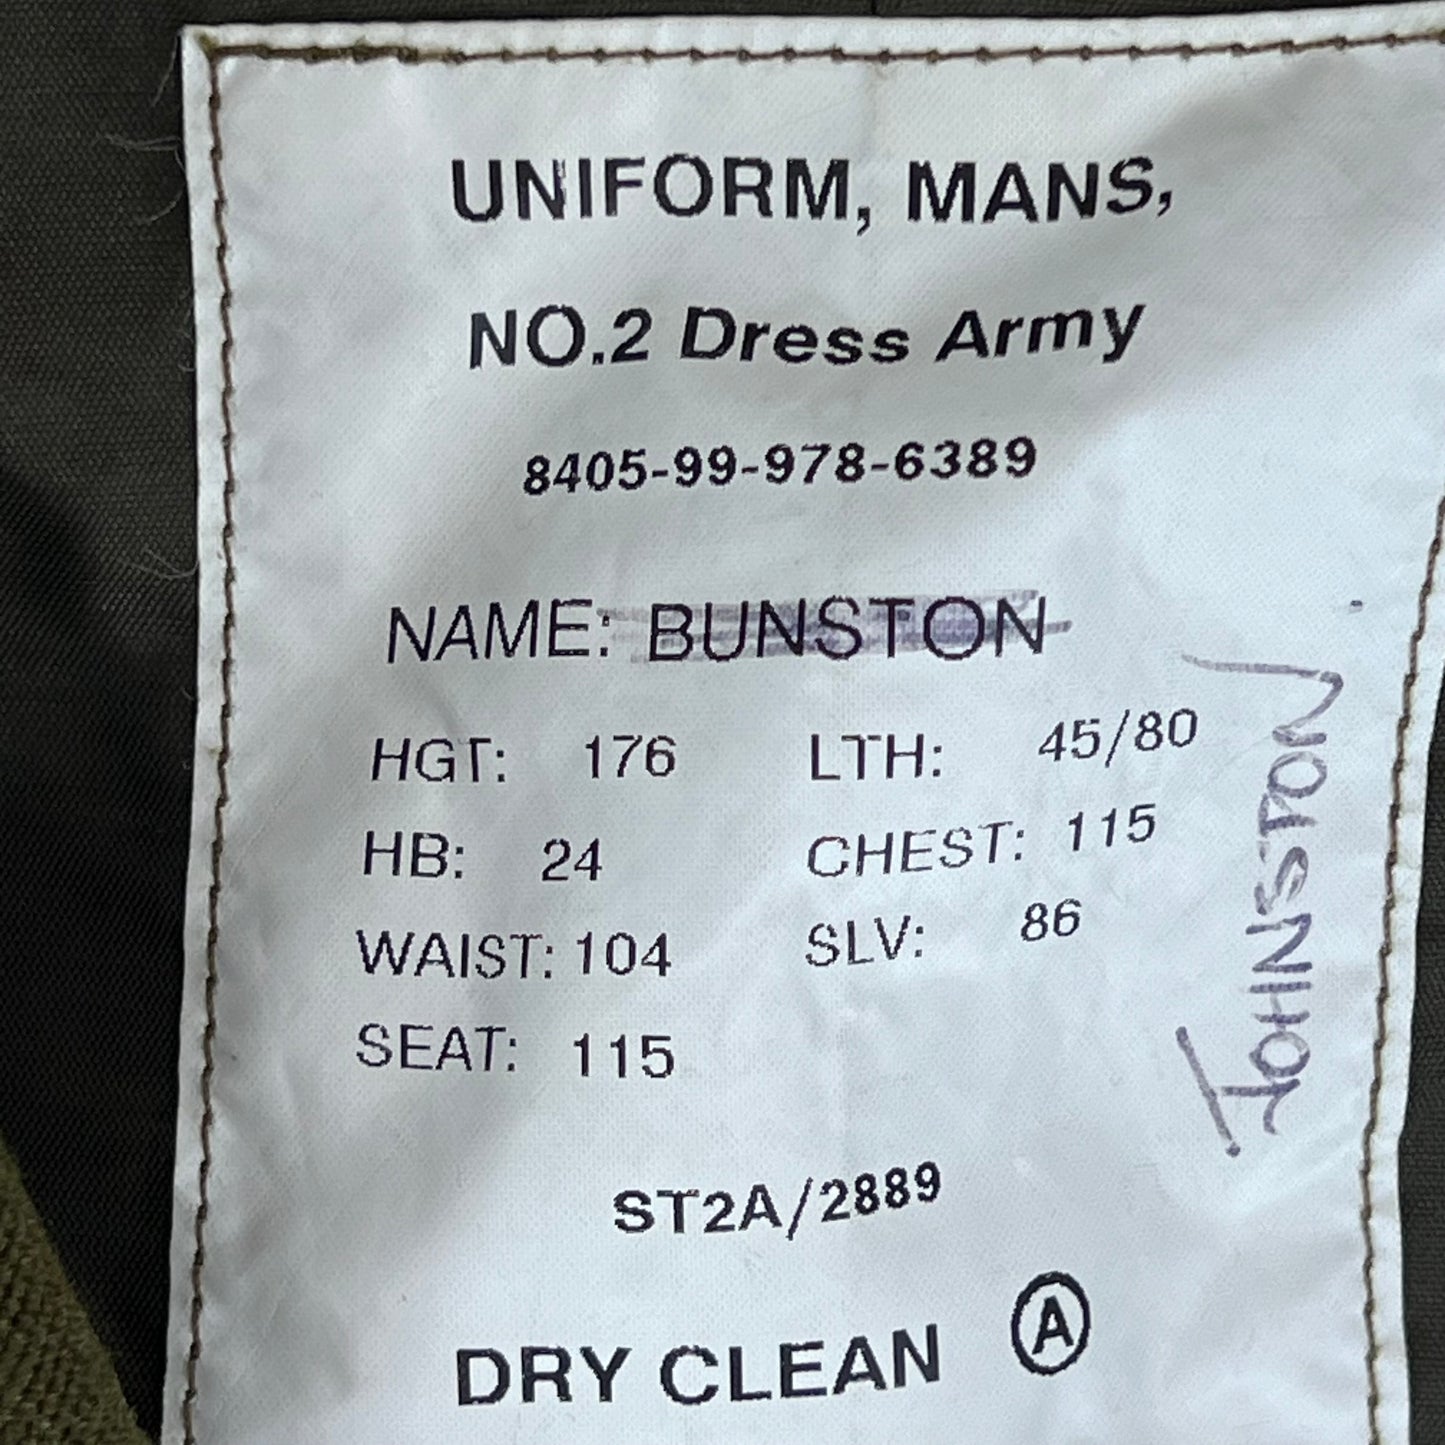 UNIFORM, MANS,
NO.2 Dress Army
8405-99-978-6389
NAME: BUNSTON
HGT: 176 LTH: 45/80
HB: 24 CHEST: 115
WAIST: 104 SLV: 86
SEAT: 115
JOHNSTON
ST2A/2889
DRY CLEAN Ⓐ